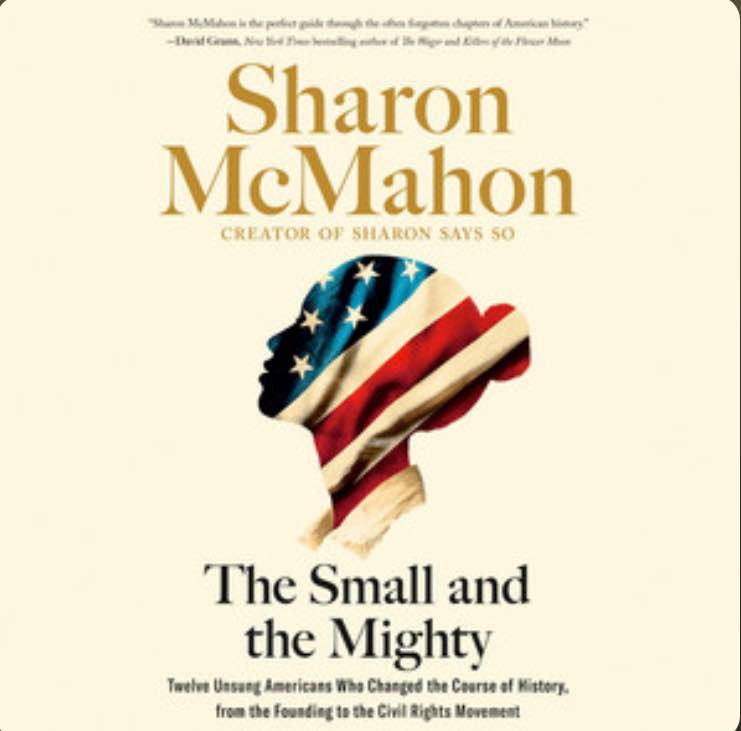 "Sharon McMahon is the perfect guide through the often forgotten chapters of American history."
—David Grann, New York Times bestselling author of The Wager and Killers of the Flower Moon
Sharon
McMahon
CREATOR OF SHARON SAYS SO
The Small and
the Mighty
Twelve Unsung Americans Who Changed the Course of History,
from the Founding to the Civil Rights Movement